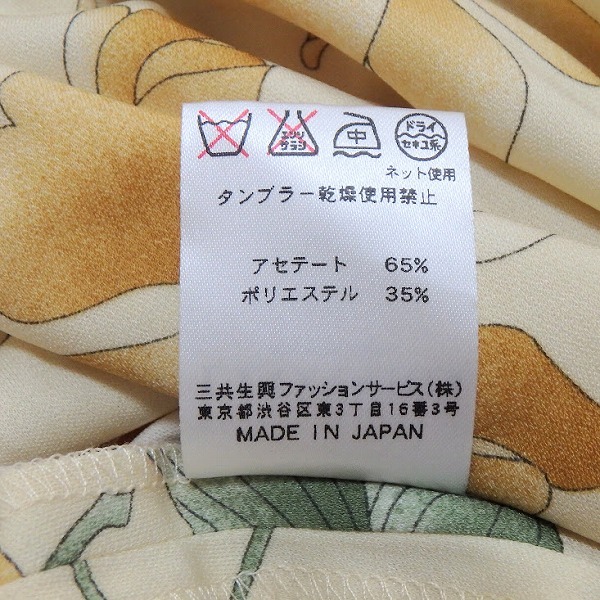 エンソ サラシ 中 ドライ セキユ系
ネット使用
タンブラー乾燥使用禁止
アセテート 65%
ポリエステル 35%
三共生興ファッションサービス(株)
東京都渋谷区東3丁目16番3号
MADE IN JAPAN